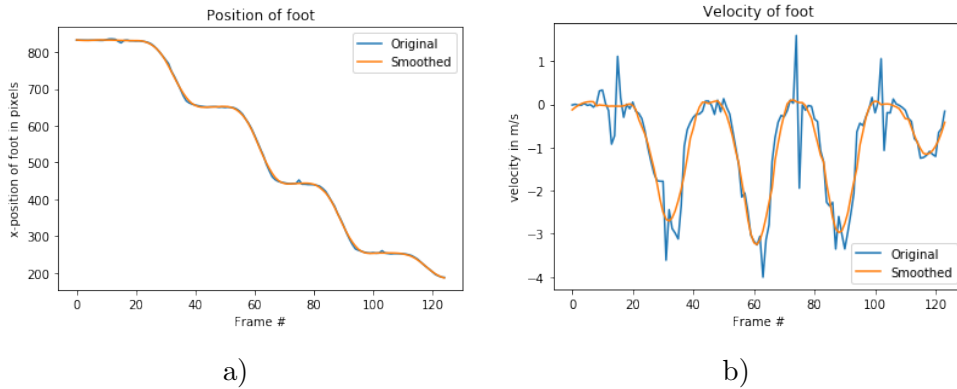 Position of foot
x-position of foot in pixels
800
700
600
500
400
300
200
0
20
40
60
80
100
120
Frame #
Original
Smoothed
a)
Velocity of foot
velocity in m/s
1
0
−1
−2
−3
−4
0
20
40
60
80
100
120
Frame #
Original
Smoothed
b)